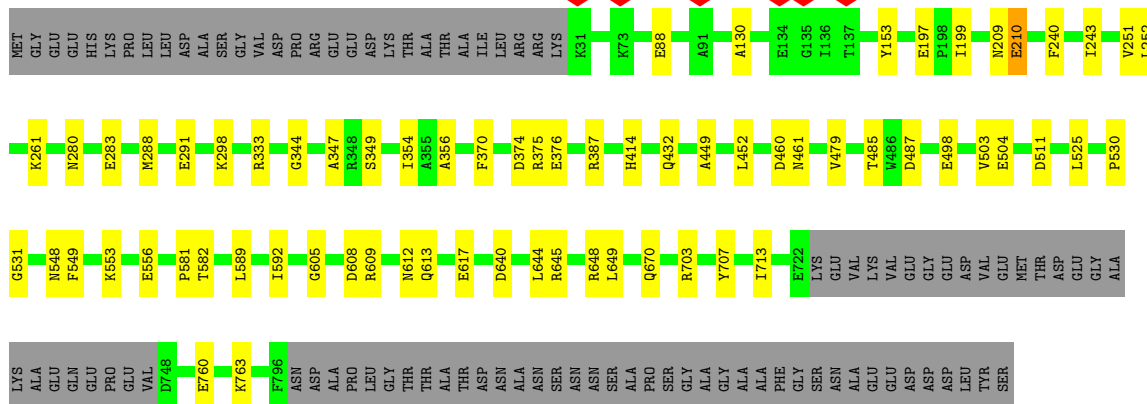 MET GLY GLU GLU HIS LYS PRO LEU LEU ASP ALA SER GLY VAL ASP PRO ARG GLU GLU ASP LYS THR ALA THR ALA ILE LEU ARG ARG LYS K31 K73 E88 A91 A130 E134 G135 I136 T137 Y153 E197 P198 I199 N209 E210 F240 I243 V251
K261 N280 E283 M288 E291 K298 R333 G344 A347 R348 S349 I354 A355 A356 F370 D374 R375 E376 R387 H414 Q432 A449 L452 D460 N461 V479 T485 W486 D487 E498 V503 E504 D511 L525 P530
G531 N548 F549 K553 E556 P581 T582 L589 I592 G605 D608 R609 N612 Q613 E617 D640 L644 R645 R648 L649 Q670 R703 Y707 I713 E722 LYS GLU VAL LYS VAL GLU GLY GLU ASP VAL GLU MET THR ASP GLU GLY ALA
LYS ALA GLU GLN GLU PRO GLU VAL D748 E760 K763 F796 ASN ASP ALA PRO LEU GLY THR THR ALA THR ASP ASN ALA ASN SER ASN ASN SER ALA PRO SER GLY ALA GLY ALA ALA PHE GLY SER ASN ALA GLU GLU ASP ASP ASP LEU TYR SER